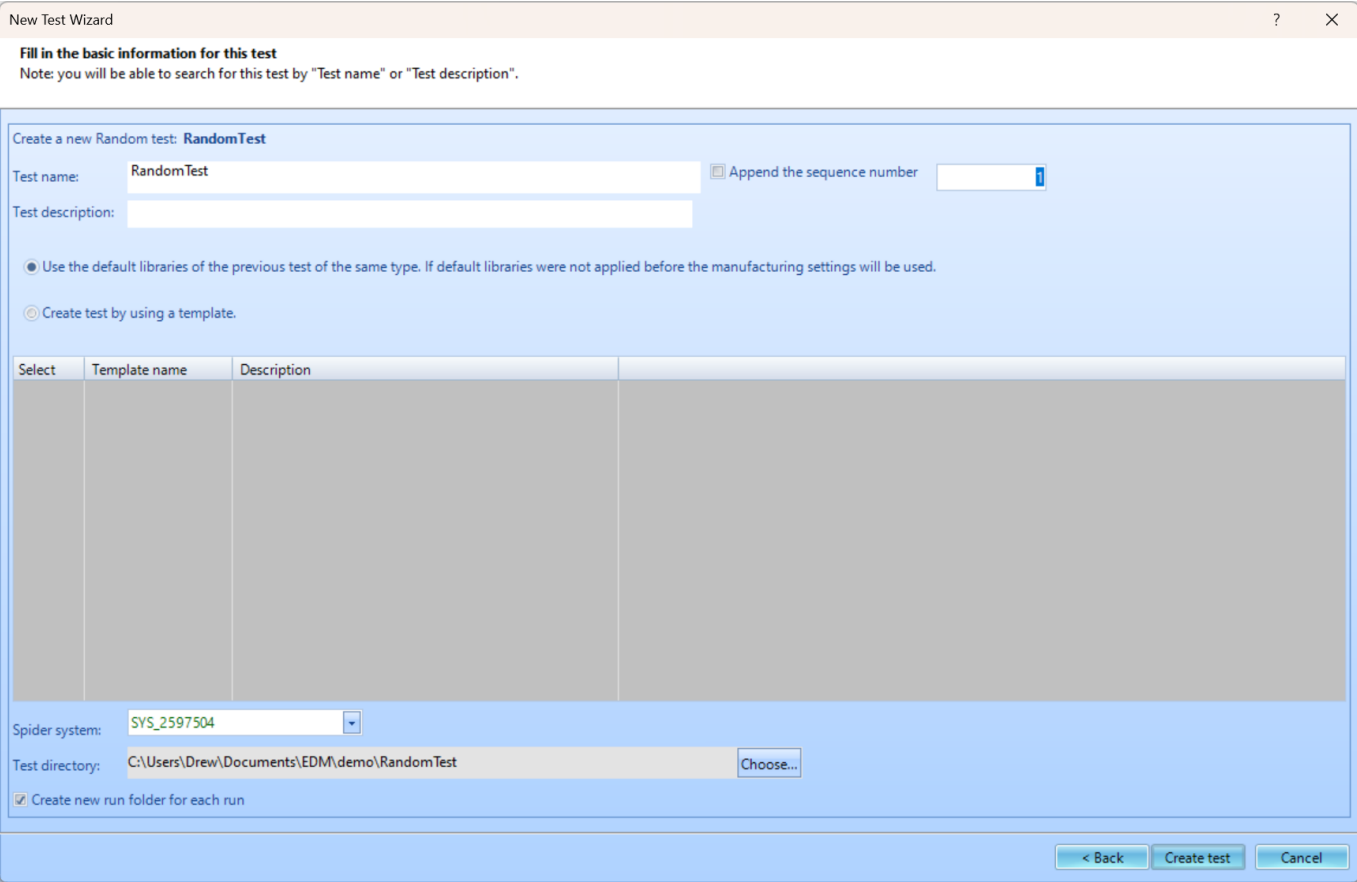 New Test Wizard ?
Fill in the basic information for this test
Note: you will be able to search for this test by "Test name" or "Test description".
Create a new Random test: RandomTest
Test name: RandomTest Append the sequence number 1
Test description:
Use the default libraries of the previous test of the same type. If default libraries were not applied before the manufacturing settings will be used.
Create test by using a template.
Select Template name Description
Spider system: SYS_2597504
Test directory: C:\Users\Drew\Documents\EDM\demo\RandomTest Choose...
Create new run folder for each run
< Back Create test Cancel